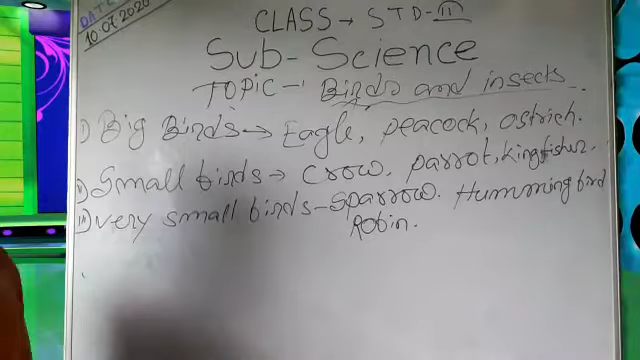 DATE
10.07.2020
CLASS → STD-II
Sub-Science
TOPIC -: Birds and insects.
i) Big Birds → Eagle, peacock, ostrich.
ii) Small birds → crow, parrot, kingfisher.
iii) very small birds - Sparrow. Humming bird
Robin.